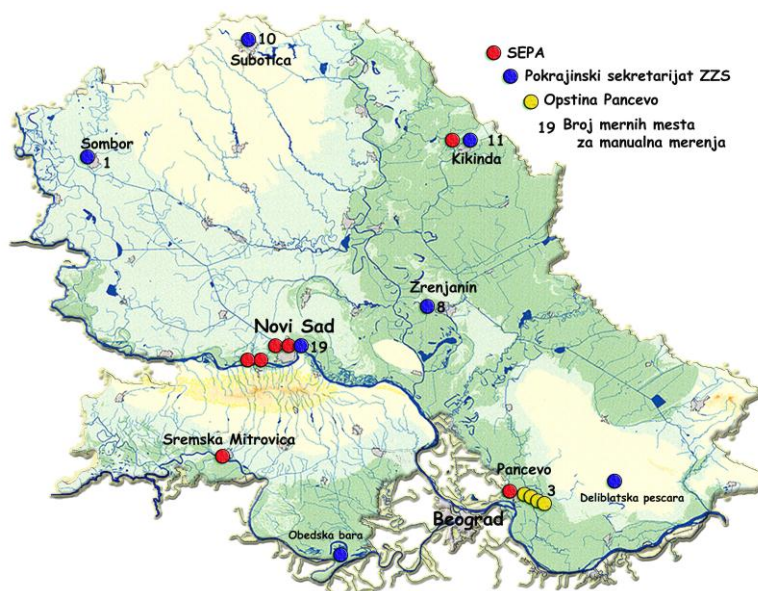 10
Subotica
SEPA
Pokrajinski sekretarijat ZZS
Opstina Pancevo
19 Broj mernih mesta
za manualna merenja
Sombor
1
11
Kikinda
Zrenjanin
8
Novi Sad
19
Sremska Mitrovica
Pancevo
3
Deliblatska pescara
Beograd
Obedska bara